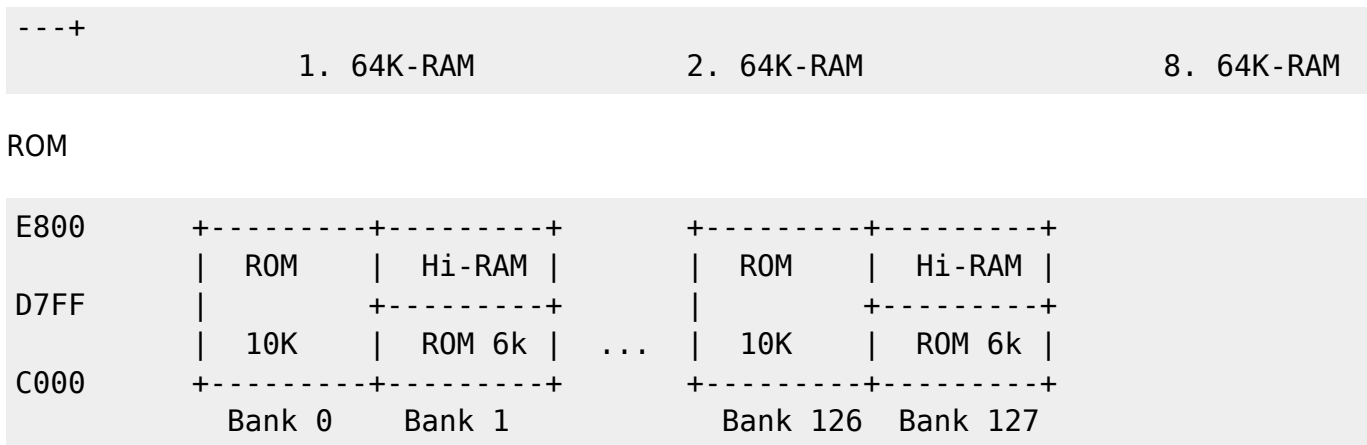 ---+
1. 64K-RAM 2. 64K-RAM 8. 64K-RAM
ROM
E800 +---------+---------+ +---------+---------+
| ROM | Hi-RAM | | ROM | Hi-RAM |
D7FF | +---------+ | +---------+
| 10K | ROM 6k | ... | 10K | ROM 6k |
C000 +---------+---------+ +---------+---------+
Bank 0 Bank 1 Bank 126 Bank 127